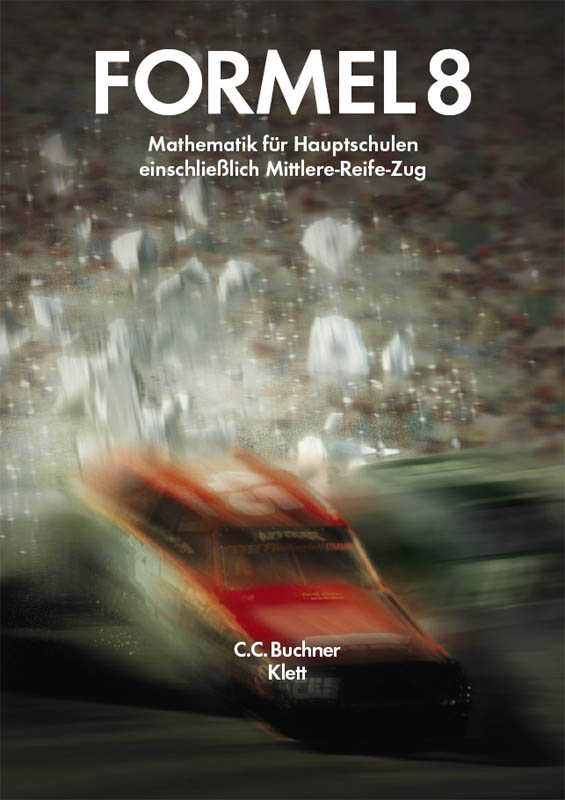 FORMEL 8
Mathematik für Hauptschulen
einschließlich Mittlere-Reife-Zug
C.C. Buchner
Klett